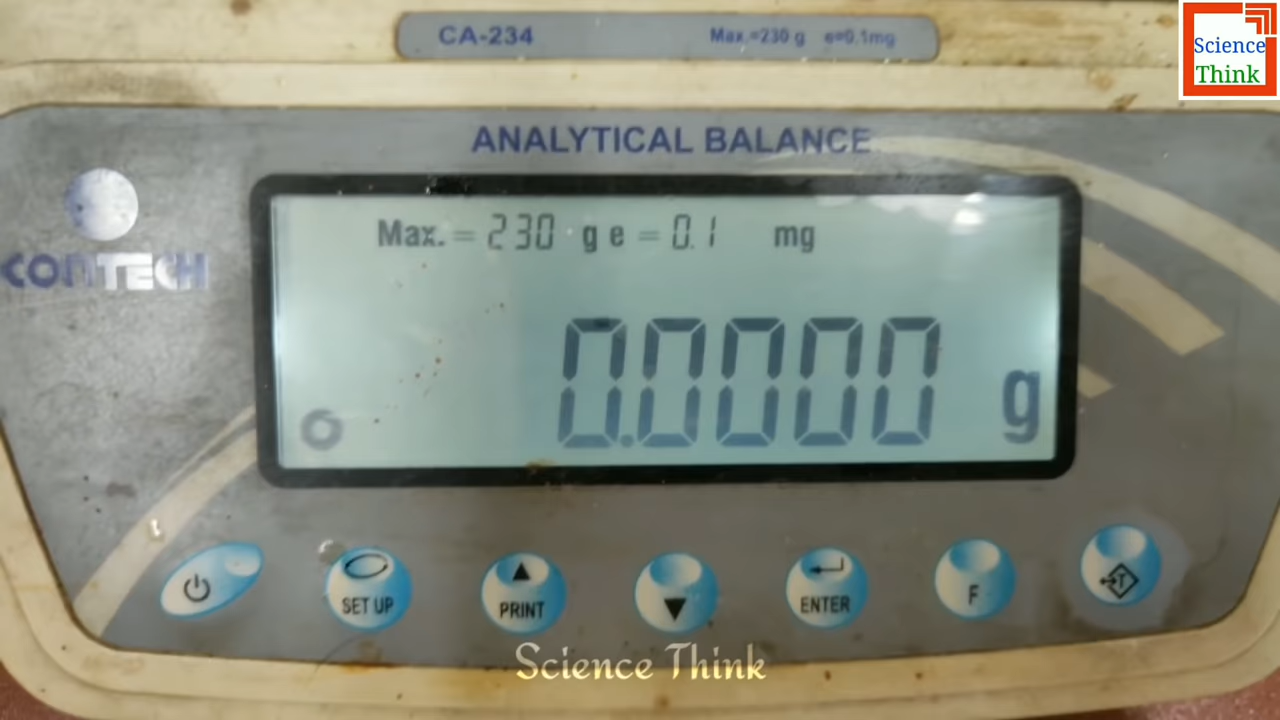 CA-234 Max.=230 g e=0.1mg
Science
Think
ANALYTICAL BALANCE
CONTECH
Max. = 230 g e = 0.1 mg
0.0000 g
SET UP PRINT ENTER F T
Science Think